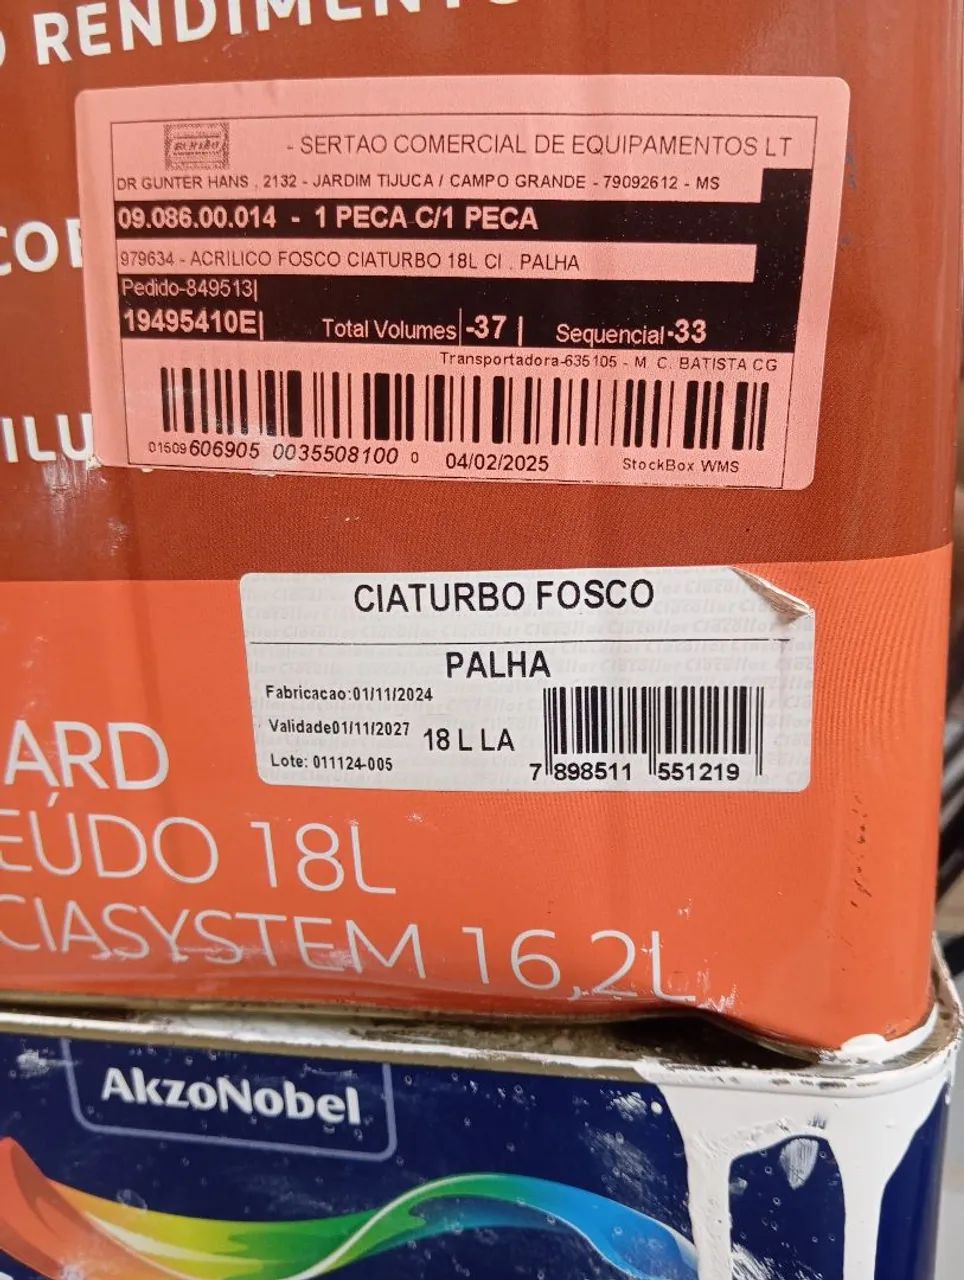 RENDIMENTO
- SERTAO COMERCIAL DE EQUIPAMENTOS LT
DR GUNTER HANS , 2132 - JARDIM TIJUCA / CAMPO GRANDE - 79092612 - MS
09.086.00.014 - 1 PECA C/1 PECA
979634 - ACRILICO FOSCO CIATURBO 18L CI . PALHA
Pedido-849513|
19495410E| Total Volumes -37 | Sequencial-33
Transportadora-635105 - M. C. BATISTA CG
01509 606905 0035508100 0 04/02/2025 StockBox WMS
COB
ILU
CIATURBO FOSCO
PALHA
Fabricacao:01/11/2024
Validade01/11/2027
18 L LA
Lote: 011124-005
7 898511 551219
ARD
EÚDO 18L
CIASYSTEM 16,2L
AkzoNobel